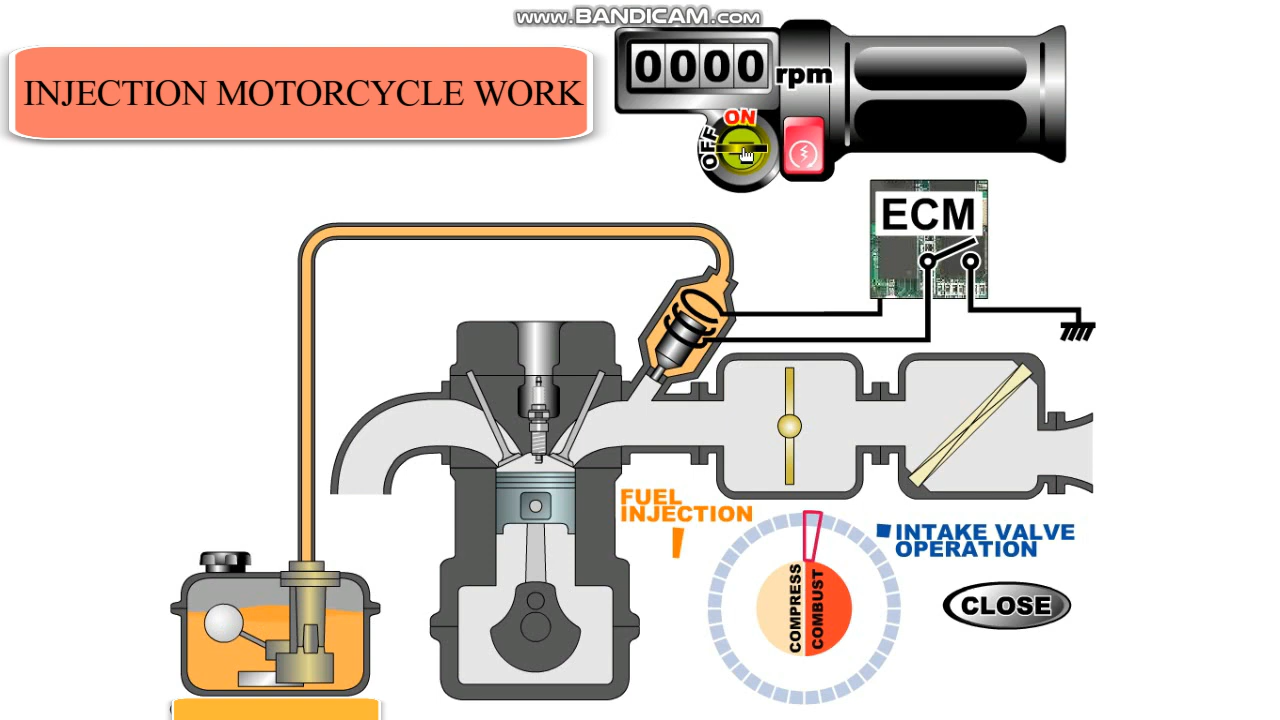 www.BANDICAM.com
INJECTION MOTORCYCLE WORK
0000 rpm
ON
OFF
ECM
FUEL
INJECTION
INTAKE VALVE
OPERATION
COMPRESS
COMBUST
CLOSE